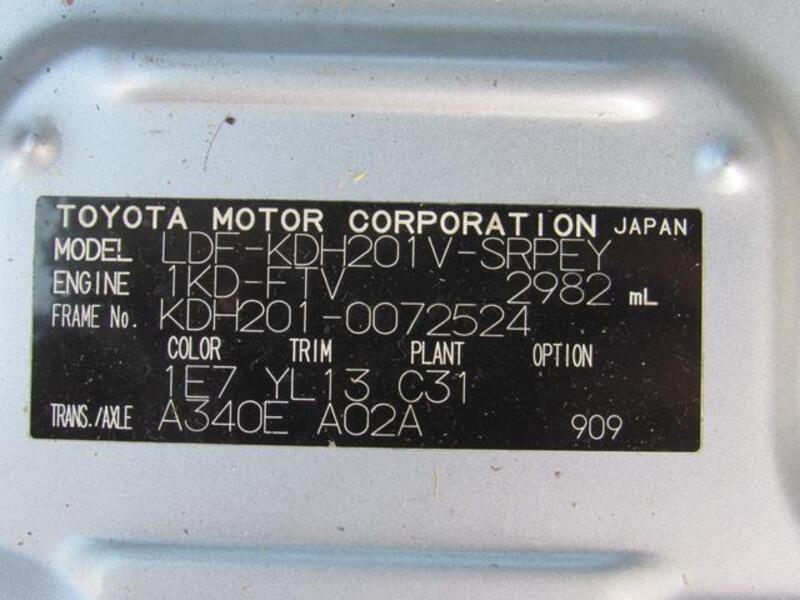 TOYOTA MOTOR CORPORATION JAPAN
MODEL LDF-KDH201V-SRPEY
ENGINE 1KD-FTV 2982 mL
FRAME No. KDH201-0072524
COLOR TRIM PLANT OPTION
1E7 YL13 C31
TRANS./AXLE A340E A02A 909